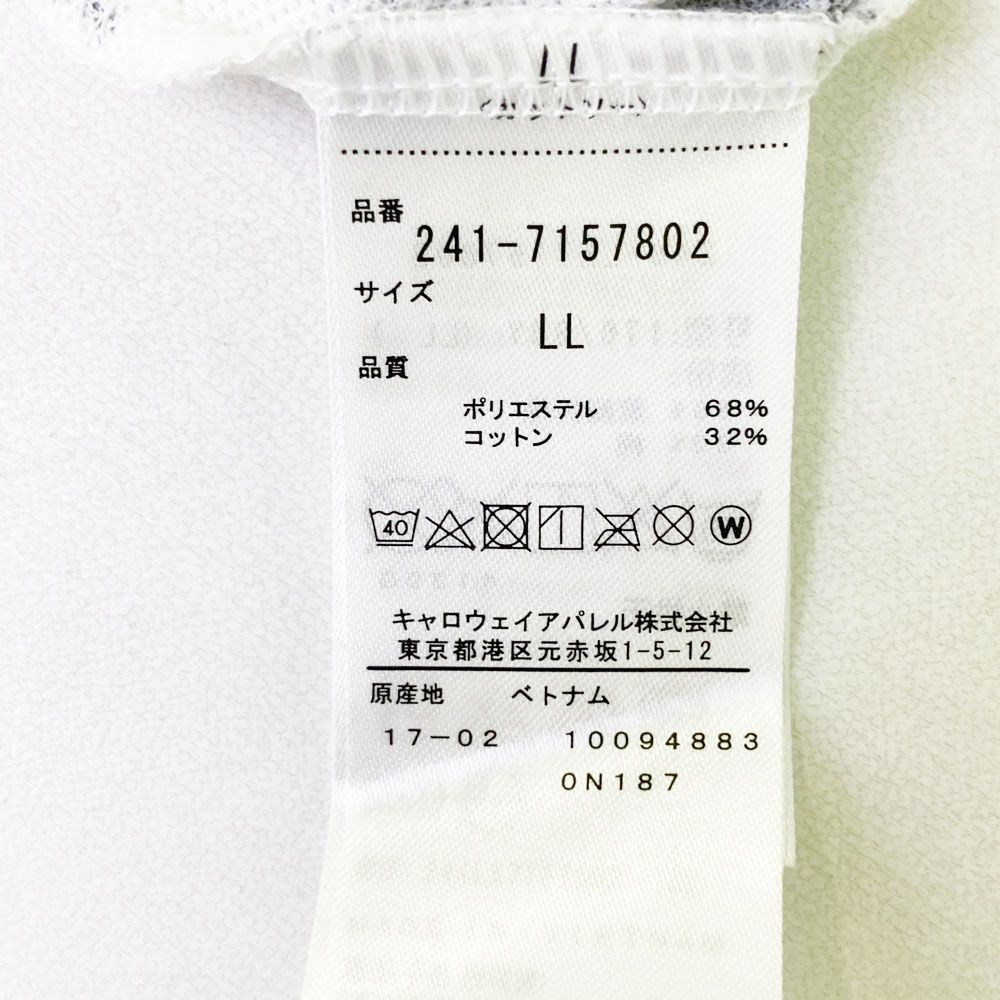 LL
品番
241-7157802
サイズ
LL
品質
ポリエステル 68%
コットン 32%
40 W
キャロウェイアパレル株式会社
東京都港区元赤坂1-5-12
原産地 ベトナム
17-02 10094883
0N187